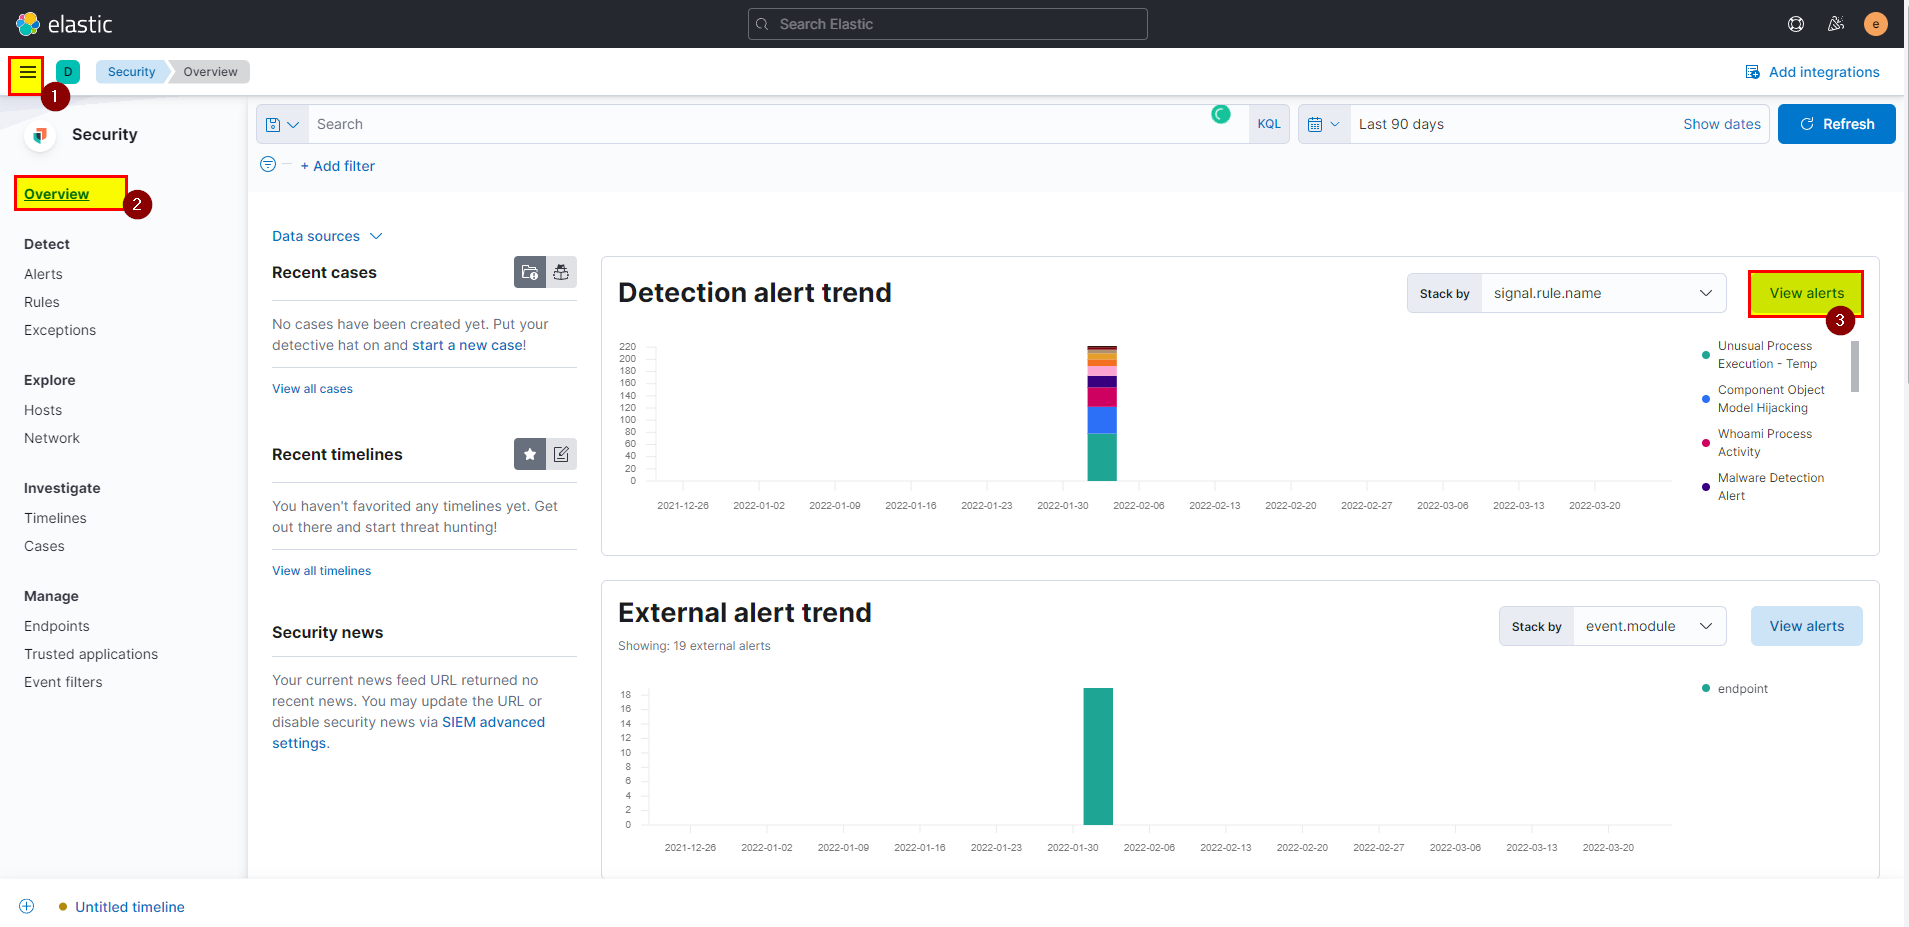 elastic
Search Elastic
e
D
Security
Overview
Add integrations
1
Security
Search
KQL
Last 90 days
Show dates
Refresh
+ Add filter
Overview
2
Detect
Alerts
Rules
Exceptions
Explore
Hosts
Network
Investigate
Timelines
Cases
Manage
Endpoints
Trusted applications
Event filters
Data sources
Recent cases
No cases have been created yet. Put your
detective hat on and start a new case!
View all cases
Recent timelines
You haven't favorited any timelines yet. Get
out there and start threat hunting!
View all timelines
Security news
Your current news feed URL returned no
recent news. You may update the URL or
disable security news via SIEM advanced
settings.
Detection alert trend
Stack by
signal.rule.name
View alerts
3
220
200
180
160
140
120
100
80
60
40
20
0
2021-12-26 2022-01-02 2022-01-09 2022-01-16 2022-01-23 2022-01-30 2022-02-06 2022-02-13 2022-02-20 2022-02-27 2022-03-06 2022-03-13 2022-03-20
Unusual Process
Execution - Temp
Component Object
Model Hijacking
Whoami Process
Activity
Malware Detection
Alert
External alert trend
Showing: 19 external alerts
Stack by
event.module
View alerts
18
16
14
12
10
8
6
4
2
0
2021-12-26 2022-01-02 2022-01-09 2022-01-16 2022-01-23 2022-01-30 2022-02-06 2022-02-13 2022-02-20 2022-02-27 2022-03-06 2022-03-13 2022-03-20
endpoint
Untitled timeline